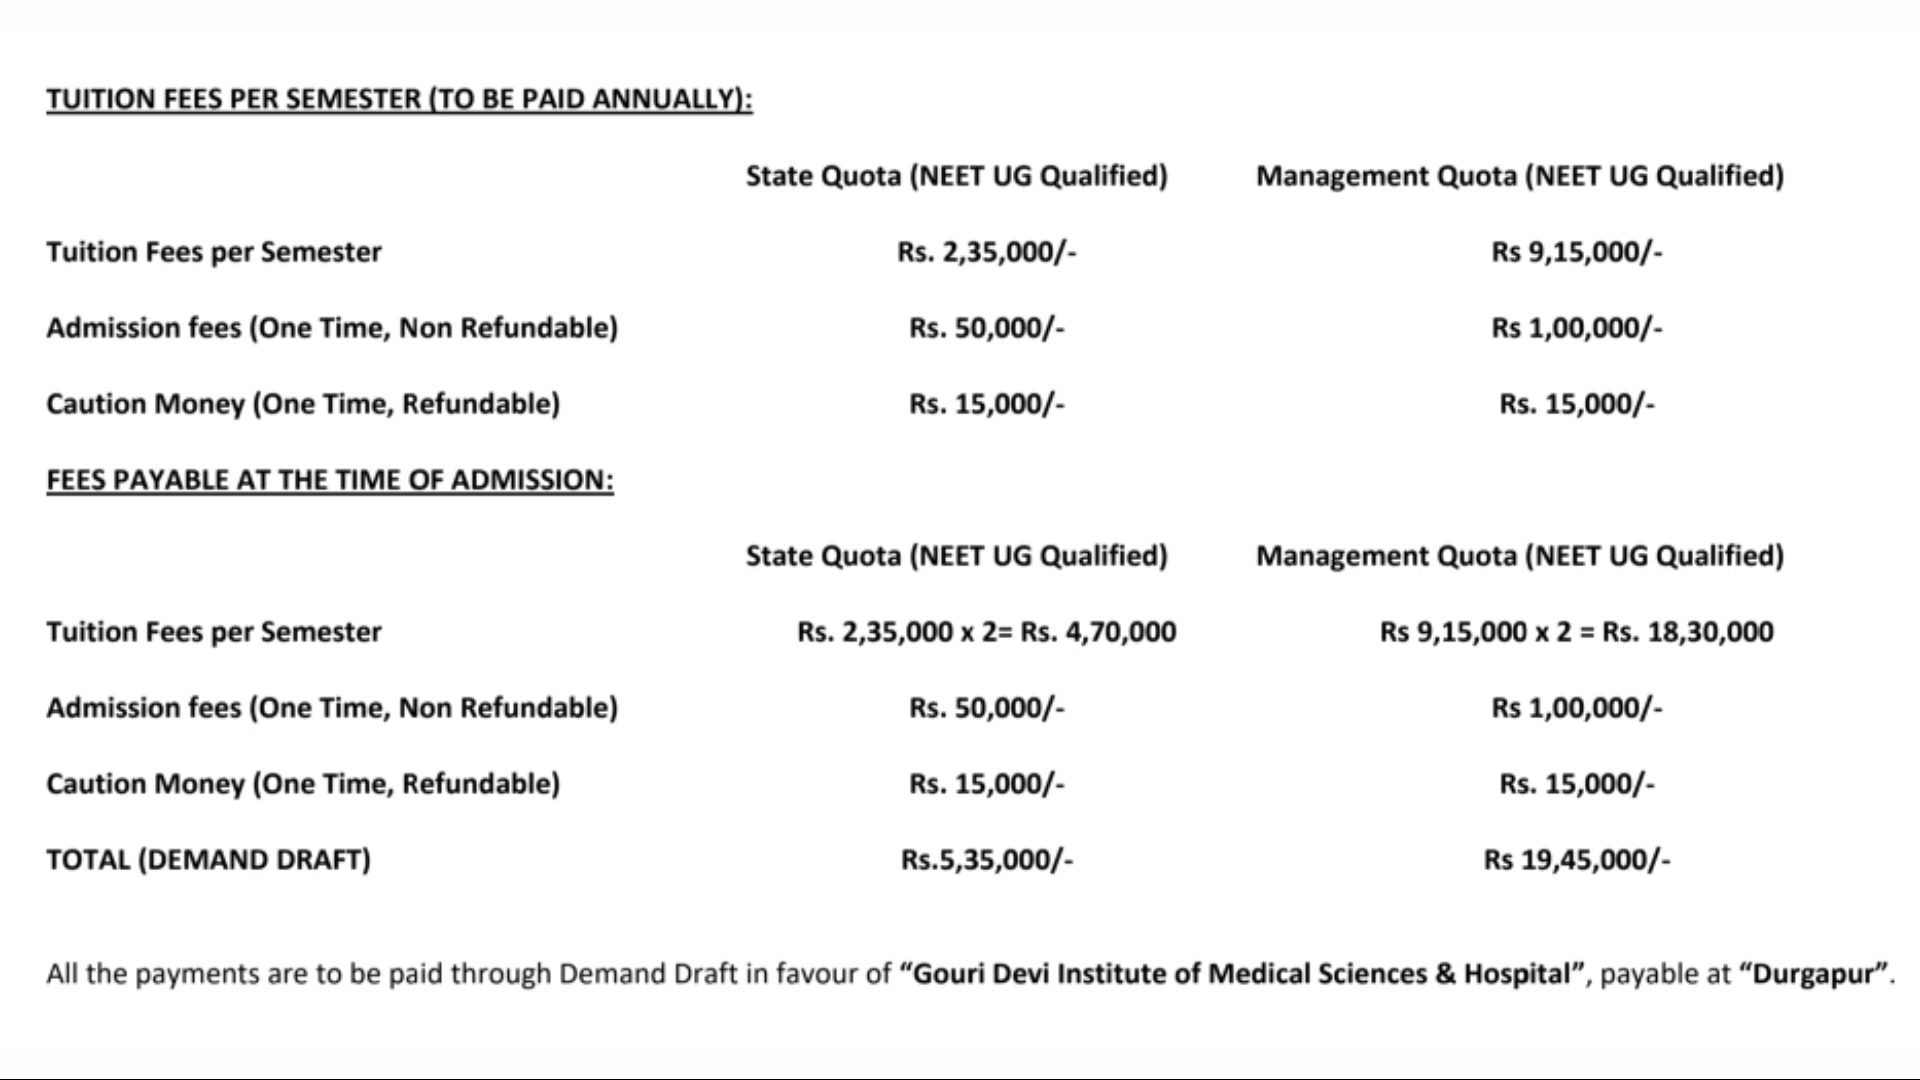 TUITION FEES PER SEMESTER (TO BE PAID ANNUALLY):
State Quota (NEET UG Qualified) Management Quota (NEET UG Qualified)
Tuition Fees per Semester Rs. 2,35,000/- Rs 9,15,000/-
Admission fees (One Time, Non Refundable) Rs. 50,000/- Rs 1,00,000/-
Caution Money (One Time, Refundable) Rs. 15,000/- Rs. 15,000/-
FEES PAYABLE AT THE TIME OF ADMISSION:
State Quota (NEET UG Qualified) Management Quota (NEET UG Qualified)
Tuition Fees per Semester Rs. 2,35,000 x 2= Rs. 4,70,000 Rs 9,15,000 x 2 = Rs. 18,30,000
Admission fees (One Time, Non Refundable) Rs. 50,000/- Rs 1,00,000/-
Caution Money (One Time, Refundable) Rs. 15,000/- Rs. 15,000/-
TOTAL (DEMAND DRAFT) Rs.5,35,000/- Rs 19,45,000/-
All the payments are to be paid through Demand Draft in favour of “Gouri Devi Institute of Medical Sciences & Hospital”, payable at “Durgapur”.